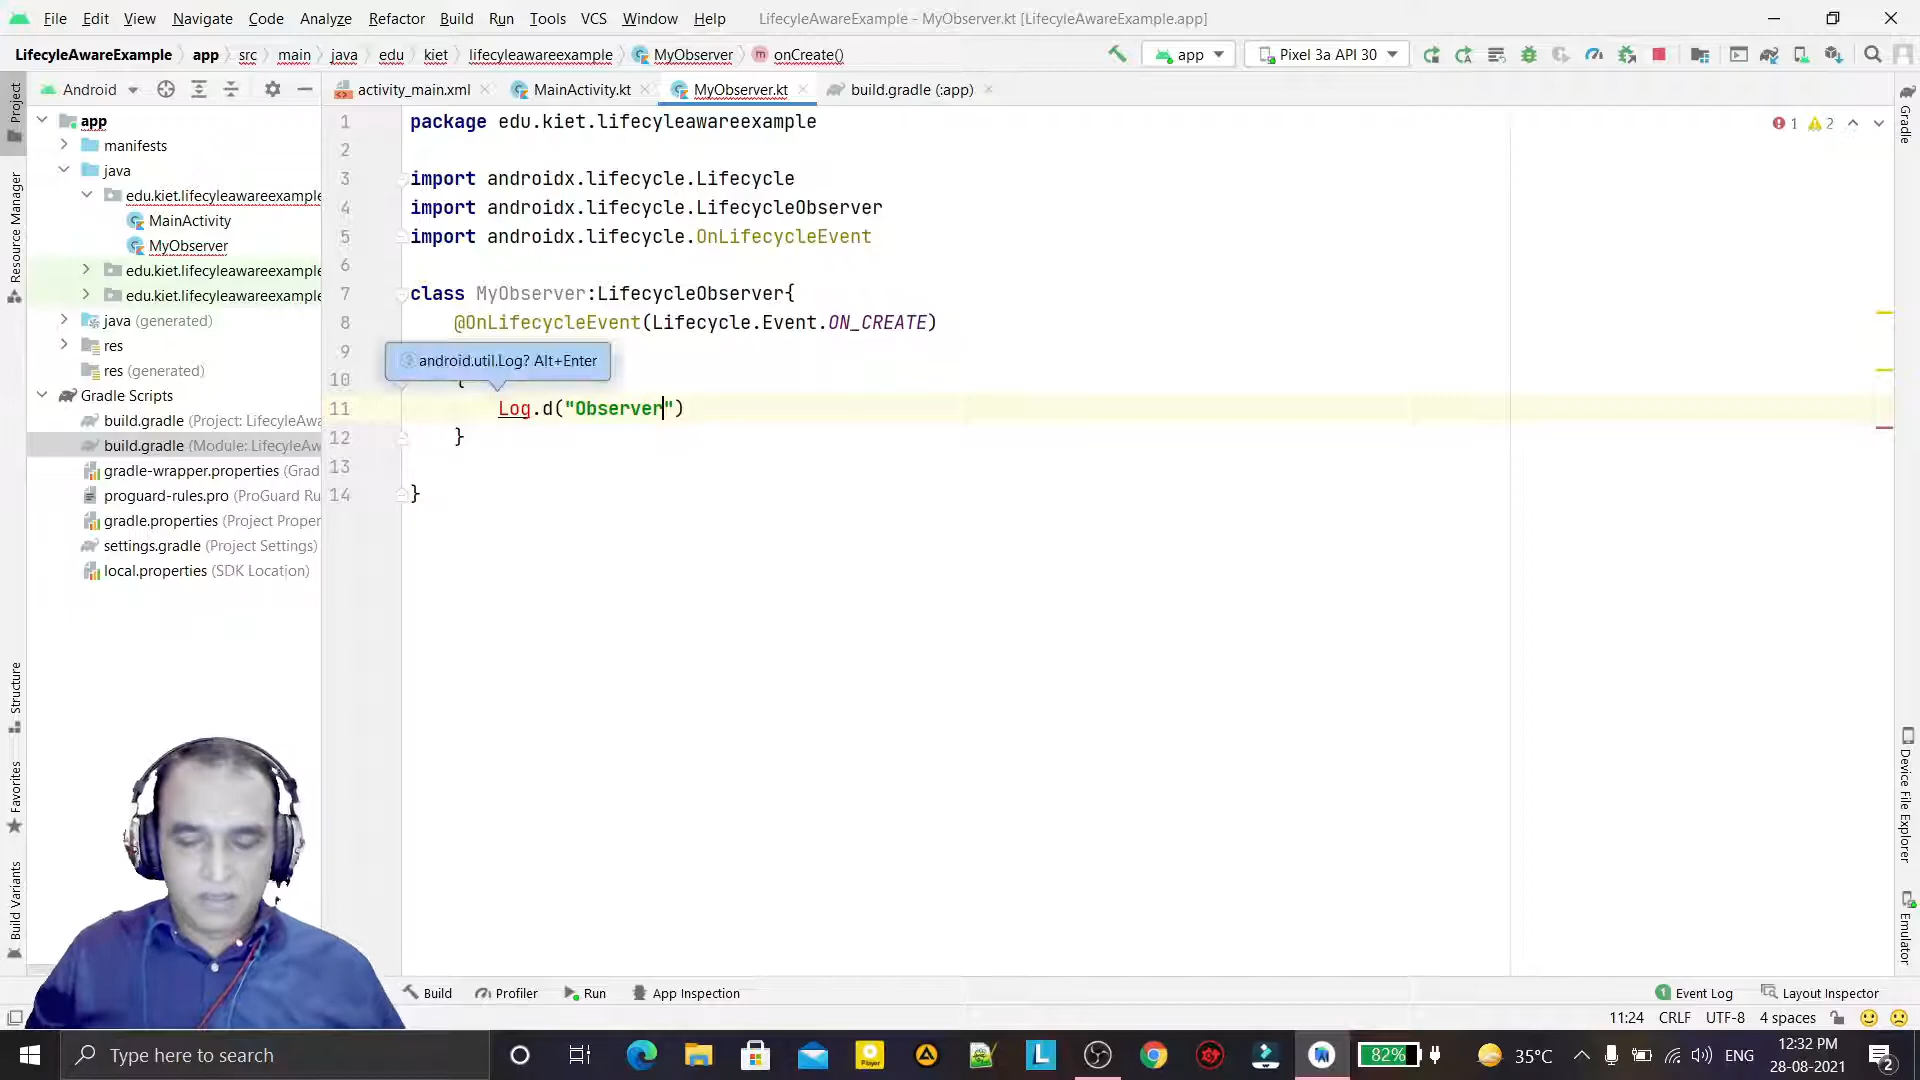 File Edit View Navigate Code Analyze Refactor Build Run Tools VCS Window Help LifecyleAwareExample - MyObserver.kt [LifecyleAwareExample.app]
LifecyleAwareExample app src main java edu kiet lifecyleawareexample MyObserver onCreate() app Pixel 3a API 30
Android activity_main.xml MainActivity.kt MyObserver.kt build.gradle (:app)
Project
Resource Manager
Structure
Favorites
Build Variants
app
manifests
java
edu.kiet.lifecyleawareexample
MainActivity
MyObserver
edu.kiet.lifecyleawareexample
edu.kiet.lifecyleawareexample
java (generated)
res
res (generated)
Gradle Scripts
build.gradle (Project: LifecyleAwa
build.gradle (Module: LifecyleAw
gradle-wrapper.properties (Grad
proguard-rules.pro (ProGuard Ru
gradle.properties (Project Proper
settings.gradle (Project Settings)
local.properties (SDK Location)
1 package edu.kiet.lifecyleawareexample
2
3 import androidx.lifecycle.Lifecycle
4 import androidx.lifecycle.LifecycleObserver
5 import androidx.lifecycle.OnLifecycleEvent
6
7 class MyObserver:LifecycleObserver{
8 @OnLifecycleEvent(Lifecycle.Event.ON_CREATE)
9
android.util.Log? Alt+Enter
10 {
11 Log.d("Observer")
12 }
13
14 }
1 2
Gradle
Device File Explorer
Emulator
Build Profiler Run App Inspection 1 Event Log Layout Inspector
11:24 CRLF UTF-8 4 spaces
Type here to search
L
Player
82%
35°C
ENG
12:32 PM
28-08-2021
2